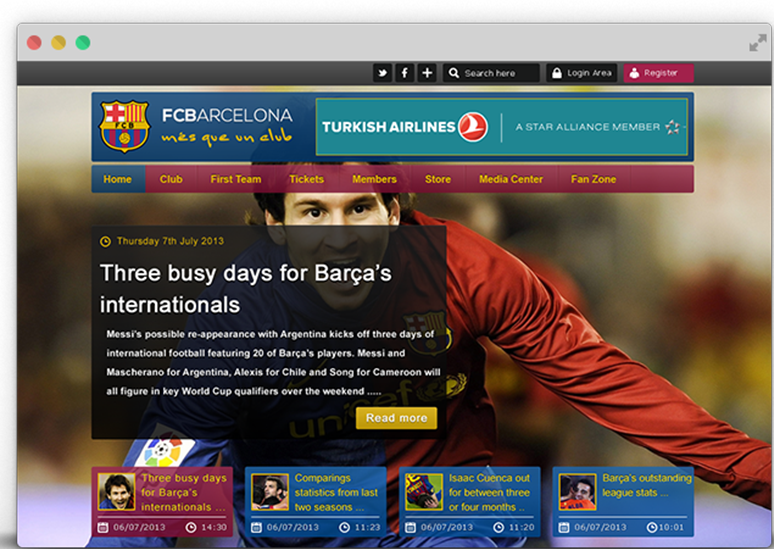 Search here
Login Area
Register
FCB
FCBARCELONA
més que un club
TURKISH AIRLINES
A STAR ALLIANCE MEMBER
Home Club First Team Tickets Members Store Media Center Fan Zone
Thursday 7th July 2013
Three busy days for Barça's
internationals
Messi's possible re-appearance with Argentina kicks off three days of
international football featuring 20 of Barça's players. Messi and
Mascherano for Argentina, Alexis for Chile and Song for Cameroon will
all figure in key World Cup qualifiers over the weekend .....
unicef
Read more
Three busy days
for Barça's
internationals ...
06/07/2013 14:30
Comparings
statistics from last
two seasons ...
06/07/2013 11:23
Isaac Cuenca out
for between three
or four months ..
06/07/2013 11:20
Barça's outstanding
league stats ...
06/07/2013 10:01